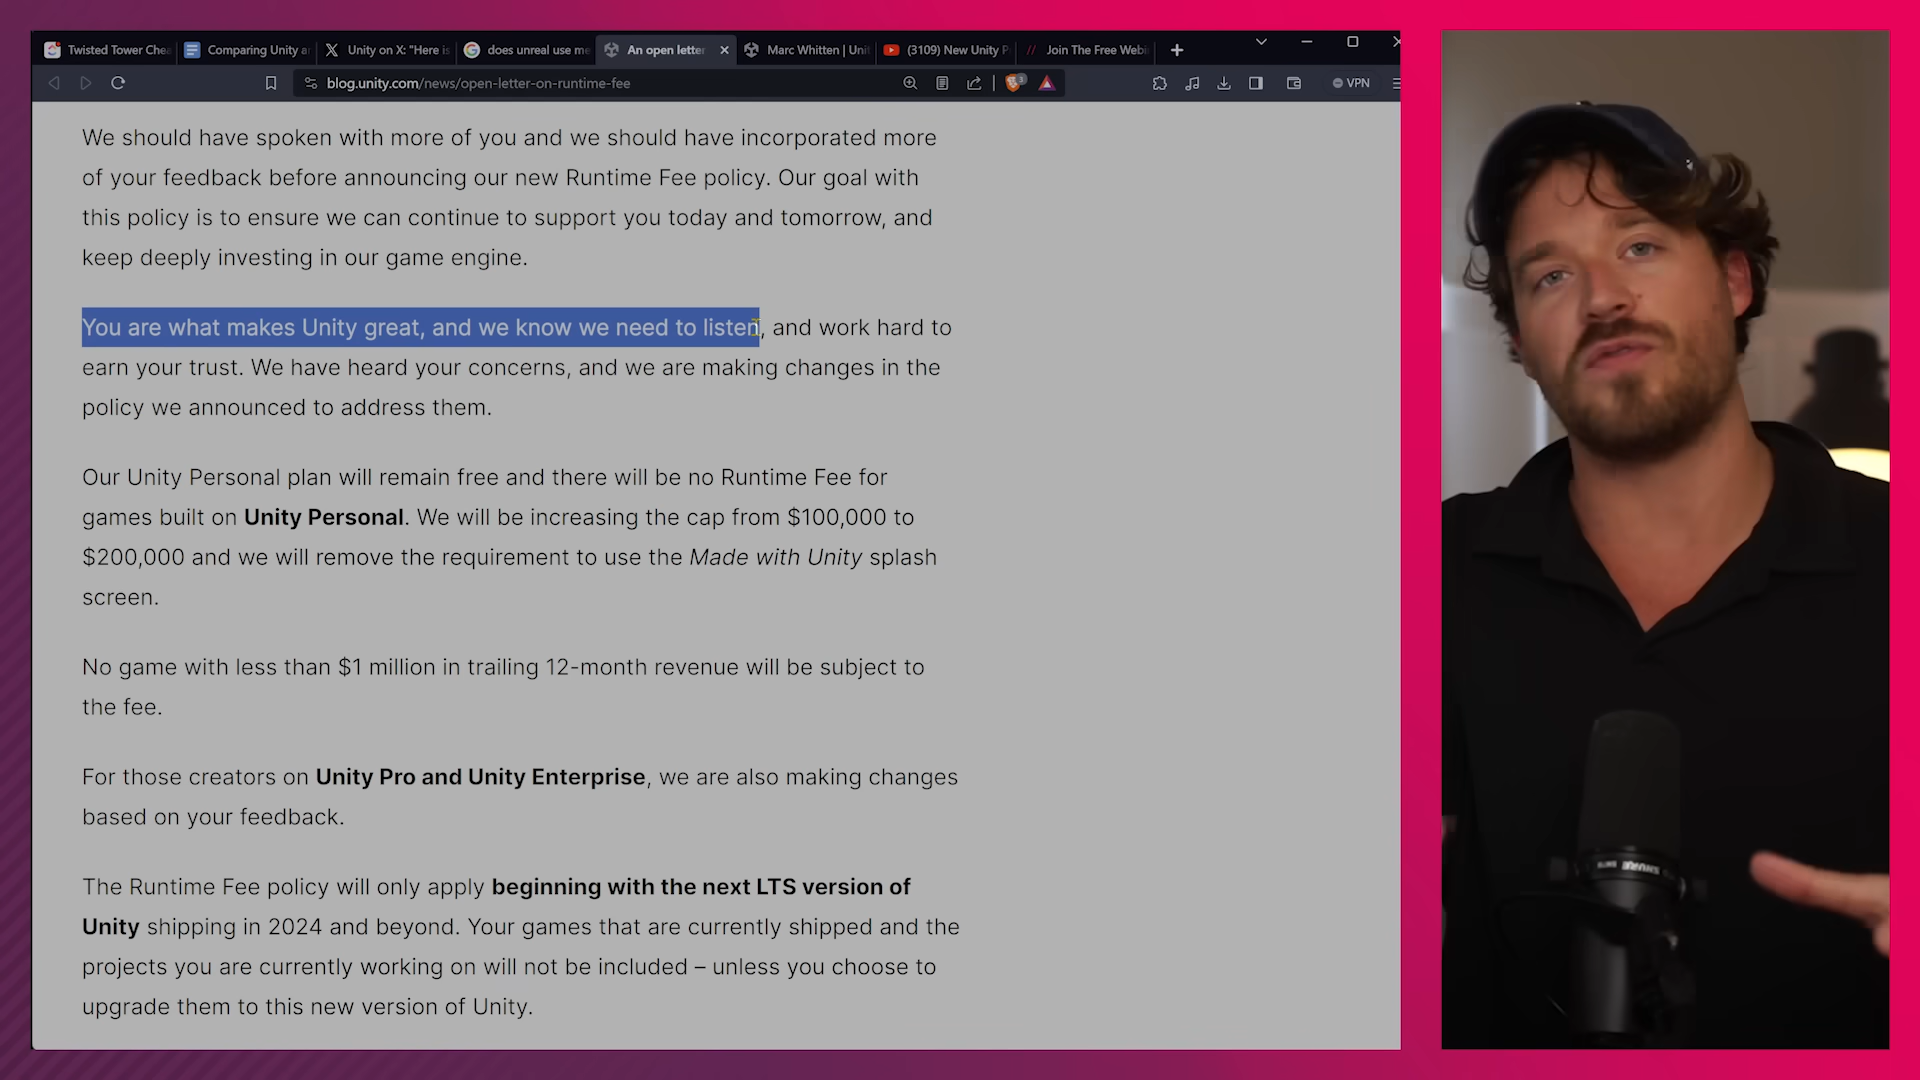 Twisted Tower Chea
Comparing Unity a
Unity on X: "Here is
does unreal use me
An open letter
Marc Whitten | Unit
(3109) New Unity P
Join The Free Webi
blog.unity.com/news/open-letter-on-runtime-fee
VPN
We should have spoken with more of you and we should have incorporated more
of your feedback before announcing our new Runtime Fee policy. Our goal with
this policy is to ensure we can continue to support you today and tomorrow, and
keep deeply investing in our game engine.
You are what makes Unity great, and we know we need to listen, and work hard to
earn your trust. We have heard your concerns, and we are making changes in the
policy we announced to address them.
Our Unity Personal plan will remain free and there will be no Runtime Fee for
games built on Unity Personal. We will be increasing the cap from $100,000 to
$200,000 and we will remove the requirement to use the Made with Unity splash
screen.
No game with less than $1 million in trailing 12-month revenue will be subject to
the fee.
For those creators on Unity Pro and Unity Enterprise, we are also making changes
based on your feedback.
The Runtime Fee policy will only apply beginning with the next LTS version of
Unity shipping in 2024 and beyond. Your games that are currently shipped and the
projects you are currently working on will not be included – unless you choose to
upgrade them to this new version of Unity.
SHURE